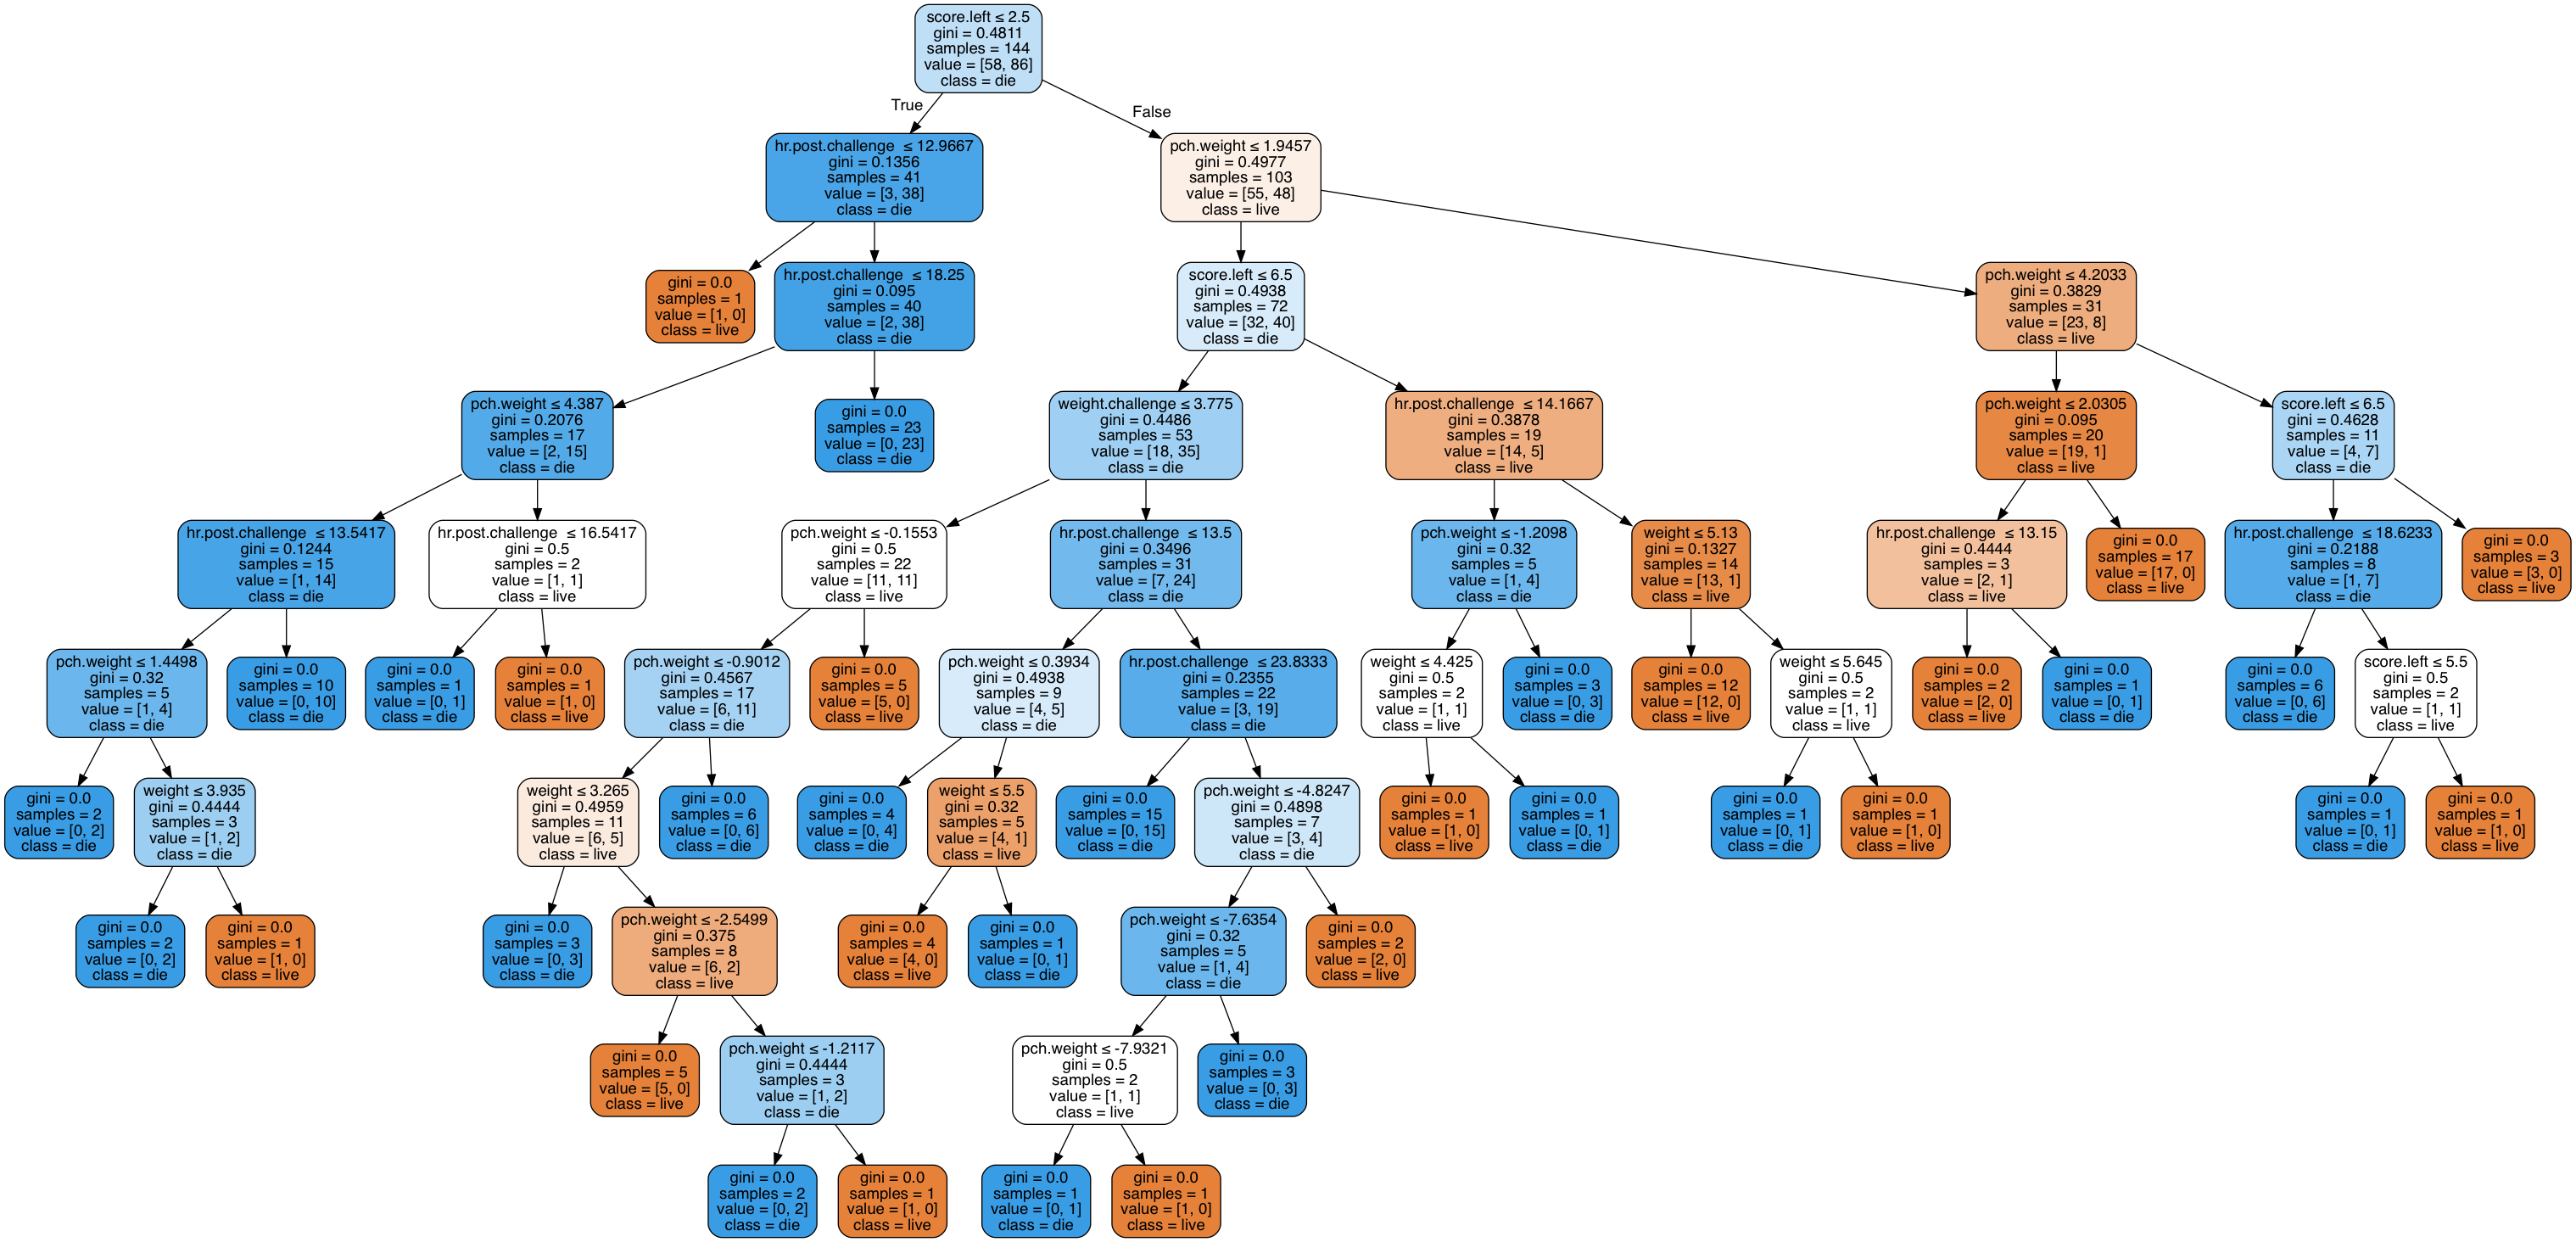 score.left ≤ 2.5
gini = 0.4811
samples = 144
value = [58, 86]
class = die
True
False
hr.post.challenge ≤ 12.9667
gini = 0.1356
samples = 41
value = [3, 38]
class = die
pch.weight ≤ 1.9457
gini = 0.4977
samples = 103
value = [55, 48]
class = live
gini = 0.0
samples = 1
value = [1, 0]
class = live
hr.post.challenge ≤ 18.25
gini = 0.095
samples = 40
value = [2, 38]
class = die
score.left ≤ 6.5
gini = 0.4938
samples = 72
value = [32, 40]
class = die
pch.weight ≤ 4.2033
gini = 0.3829
samples = 31
value = [23, 8]
class = live
pch.weight ≤ 4.387
gini = 0.2076
samples = 17
value = [2, 15]
class = die
gini = 0.0
samples = 23
value = [0, 23]
class = die
weight.challenge ≤ 3.775
gini = 0.4486
samples = 53
value = [18, 35]
class = die
hr.post.challenge ≤ 14.1667
gini = 0.3878
samples = 19
value = [14, 5]
class = live
pch.weight ≤ 2.0305
gini = 0.095
samples = 20
value = [19, 1]
class = live
score.left ≤ 6.5
gini = 0.4628
samples = 11
value = [4, 7]
class = die
hr.post.challenge ≤ 13.5417
gini = 0.1244
samples = 15
value = [1, 14]
class = die
hr.post.challenge ≤ 16.5417
gini = 0.5
samples = 2
value = [1, 1]
class = live
pch.weight ≤ -0.1553
gini = 0.5
samples = 22
value = [11, 11]
class = live
hr.post.challenge ≤ 13.5
gini = 0.3496
samples = 31
value = [7, 24]
class = die
pch.weight ≤ -1.2098
gini = 0.32
samples = 5
value = [1, 4]
class = die
weight ≤ 5.13
gini = 0.1327
samples = 14
value = [13, 1]
class = live
hr.post.challenge ≤ 13.15
gini = 0.4444
samples = 3
value = [2, 1]
class = live
gini = 0.0
samples = 17
value = [17, 0]
class = live
hr.post.challenge ≤ 18.6233
gini = 0.2188
samples = 8
value = [1, 7]
class = die
gini = 0.0
samples = 3
value = [3, 0]
class = live
pch.weight ≤ 1.4498
gini = 0.32
samples = 5
value = [1, 4]
class = die
gini = 0.0
samples = 10
value = [0, 10]
class = die
gini = 0.0
samples = 1
value = [0, 1]
class = die
gini = 0.0
samples = 1
value = [1, 0]
class = live
pch.weight ≤ -0.9012
gini = 0.4567
samples = 17
value = [6, 11]
class = die
gini = 0.0
samples = 5
value = [5, 0]
class = live
pch.weight ≤ 0.3934
gini = 0.4938
samples = 9
value = [4, 5]
class = die
hr.post.challenge ≤ 23.8333
gini = 0.2355
samples = 22
value = [3, 19]
class = die
weight ≤ 4.425
gini = 0.5
samples = 2
value = [1, 1]
class = live
gini = 0.0
samples = 3
value = [0, 3]
class = die
gini = 0.0
samples = 12
value = [12, 0]
class = live
weight ≤ 5.645
gini = 0.5
samples = 2
value = [1, 1]
class = live
gini = 0.0
samples = 2
value = [2, 0]
class = live
gini = 0.0
samples = 1
value = [0, 1]
class = die
gini = 0.0
samples = 6
value = [0, 6]
class = die
score.left ≤ 5.5
gini = 0.5
samples = 2
value = [1, 1]
class = live
gini = 0.0
samples = 2
value = [0, 2]
class = die
weight ≤ 3.935
gini = 0.4444
samples = 3
value = [1, 2]
class = die
weight ≤ 3.265
gini = 0.4959
samples = 11
value = [6, 5]
class = live
gini = 0.0
samples = 6
value = [0, 6]
class = die
gini = 0.0
samples = 4
value = [0, 4]
class = die
weight ≤ 5.5
gini = 0.32
samples = 5
value = [4, 1]
class = live
gini = 0.0
samples = 15
value = [0, 15]
class = die
pch.weight ≤ -4.8247
gini = 0.4898
samples = 7
value = [3, 4]
class = die
gini = 0.0
samples = 1
value = [1, 0]
class = live
gini = 0.0
samples = 1
value = [0, 1]
class = die
gini = 0.0
samples = 1
value = [0, 1]
class = die
gini = 0.0
samples = 1
value = [1, 0]
class = live
gini = 0.0
samples = 1
value = [0, 1]
class = die
gini = 0.0
samples = 1
value = [1, 0]
class = live
gini = 0.0
samples = 2
value = [0, 2]
class = die
gini = 0.0
samples = 1
value = [1, 0]
class = live
gini = 0.0
samples = 3
value = [0, 3]
class = die
pch.weight ≤ -2.5499
gini = 0.375
samples = 8
value = [6, 2]
class = live
gini = 0.0
samples = 4
value = [4, 0]
class = live
gini = 0.0
samples = 1
value = [0, 1]
class = die
pch.weight ≤ -7.6354
gini = 0.32
samples = 5
value = [1, 4]
class = die
gini = 0.0
samples = 2
value = [2, 0]
class = live
gini = 0.0
samples = 5
value = [5, 0]
class = live
pch.weight ≤ -1.2117
gini = 0.4444
samples = 3
value = [1, 2]
class = die
pch.weight ≤ -7.9321
gini = 0.5
samples = 2
value = [1, 1]
class = live
gini = 0.0
samples = 3
value = [0, 3]
class = die
gini = 0.0
samples = 2
value = [0, 2]
class = die
gini = 0.0
samples = 1
value = [1, 0]
class = live
gini = 0.0
samples = 1
value = [0, 1]
class = die
gini = 0.0
samples = 1
value = [1, 0]
class = live